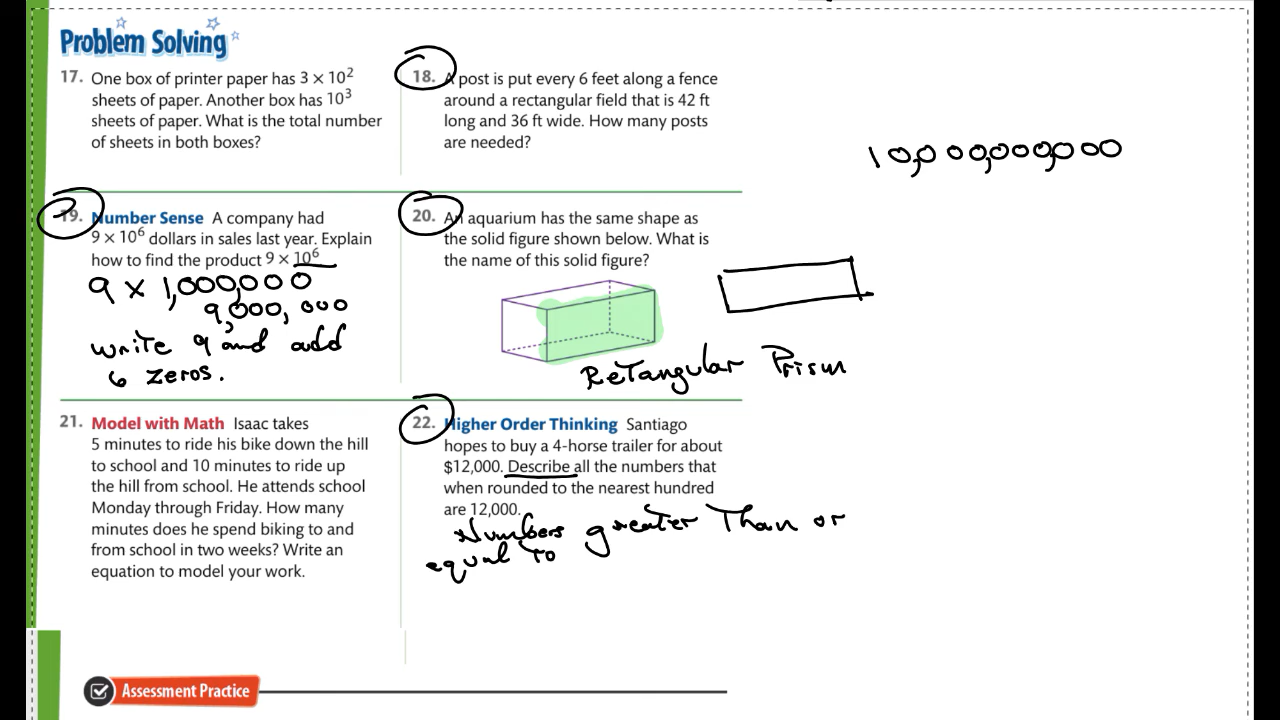 Problem Solving
17. One box of printer paper has 3 × 10²
sheets of paper. Another box has 10³
sheets of paper. What is the total number
of sheets in both boxes?
18. A post is put every 6 feet along a fence
around a rectangular field that is 42 ft
long and 36 ft wide. How many posts
are needed?
10,000,000,000
19. Number Sense A company had
9 × 10⁶ dollars in sales last year. Explain
how to find the product 9 × 10⁶
9 × 1,000,000
9,000,000
write 9 and add
6 zeros.
20. An aquarium has the same shape as
the solid figure shown below. What is
the name of this solid figure?
Retangular Prism
21. Model with Math Isaac takes
5 minutes to ride his bike down the hill
to school and 10 minutes to ride up
the hill from school. He attends school
Monday through Friday. How many
minutes does he spend biking to and
from school in two weeks? Write an
equation to model your work.
22. Higher Order Thinking Santiago
hopes to buy a 4-horse trailer for about
$12,000. Describe all the numbers that
when rounded to the nearest hundred
are 12,000.
Numbers greater Than or
equal to
Assessment Practice